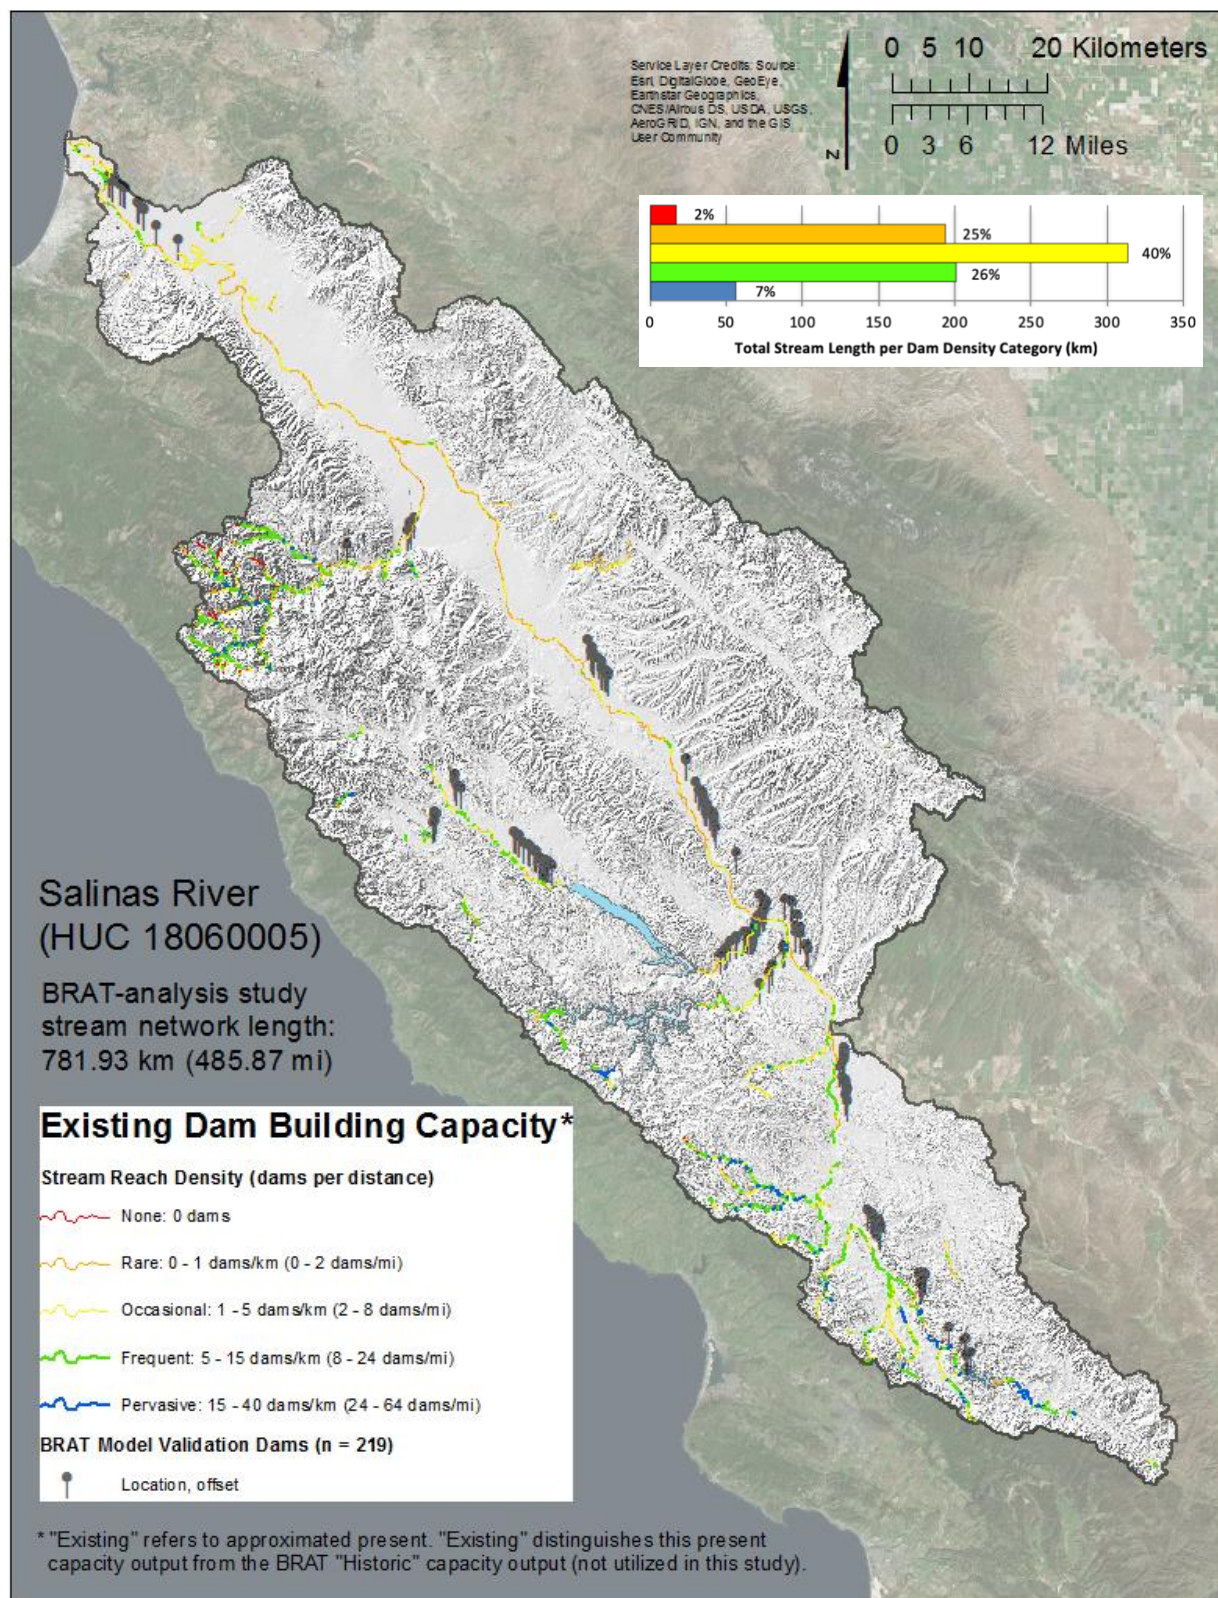 Service Layer Credits: Source:
Esri, DigitalGlobe, GeoEye,
Earthstar Geographics,
CNES/Airbus DS, USDA, USGS,
AeroGRID, IGN, and the GIS
User Community
N
0 5 10 20 Kilometers
0 3 6 12 Miles
2%
25%
40%
26%
7%
0 50 100 150 200 250 300 350
Total Stream Length per Dam Density Category (km)
Salinas River
(HUC 18060005)
BRAT-analysis study
stream network length:
781.93 km (485.87 mi)
Existing Dam Building Capacity*
Stream Reach Density (dams per distance)
None: 0 dams
Rare: 0 - 1 dams/km (0 - 2 dams/mi)
Occasional: 1 - 5 dams/km (2 - 8 dams/mi)
Frequent: 5 - 15 dams/km (8 - 24 dams/mi)
Pervasive: 15 - 40 dams/km (24 - 64 dams/mi)
BRAT Model Validation Dams (n = 219)
Location, offset
* "Existing" refers to approximated present. "Existing" distinguishes this present
capacity output from the BRAT "Historic" capacity output (not utilized in this study).